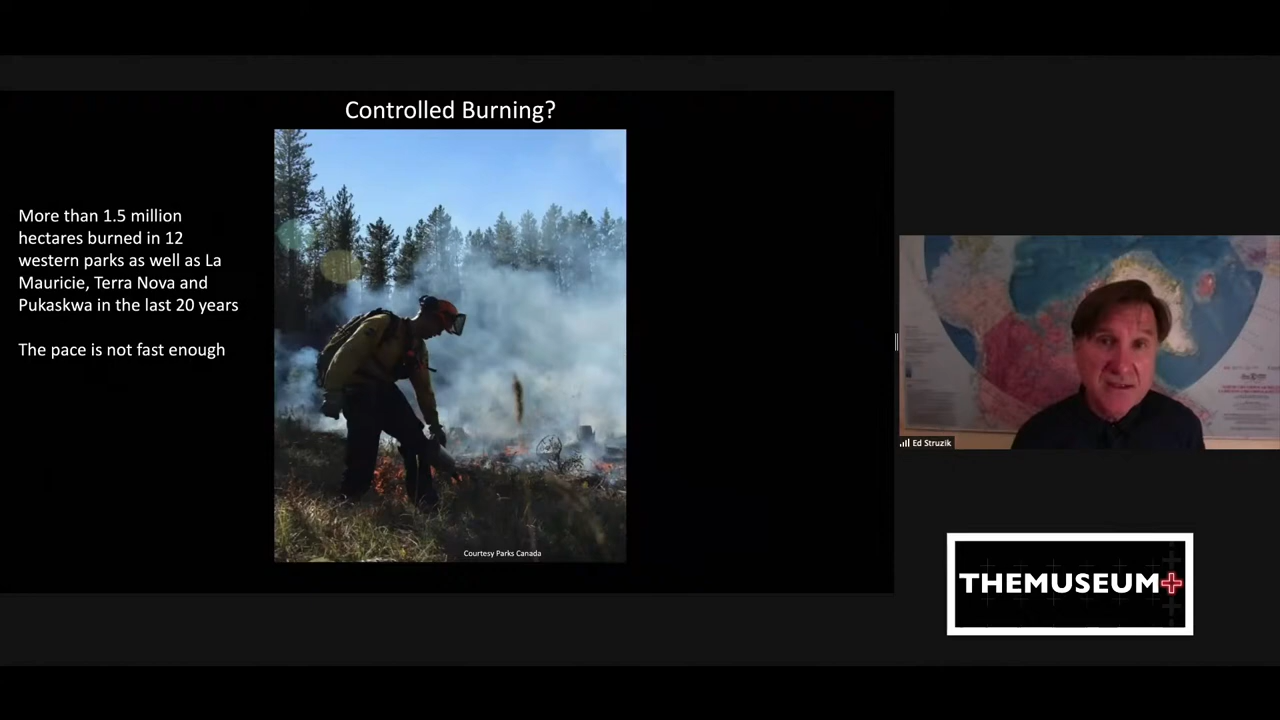 Controlled Burning?
More than 1.5 million
hectares burned in 12
western parks as well as La
Mauricie, Terra Nova and
Pukaskwa in the last 20 years
The pace is not fast enough
Courtesy Parks Canada
Ed Struzik
THEMUSEUM+